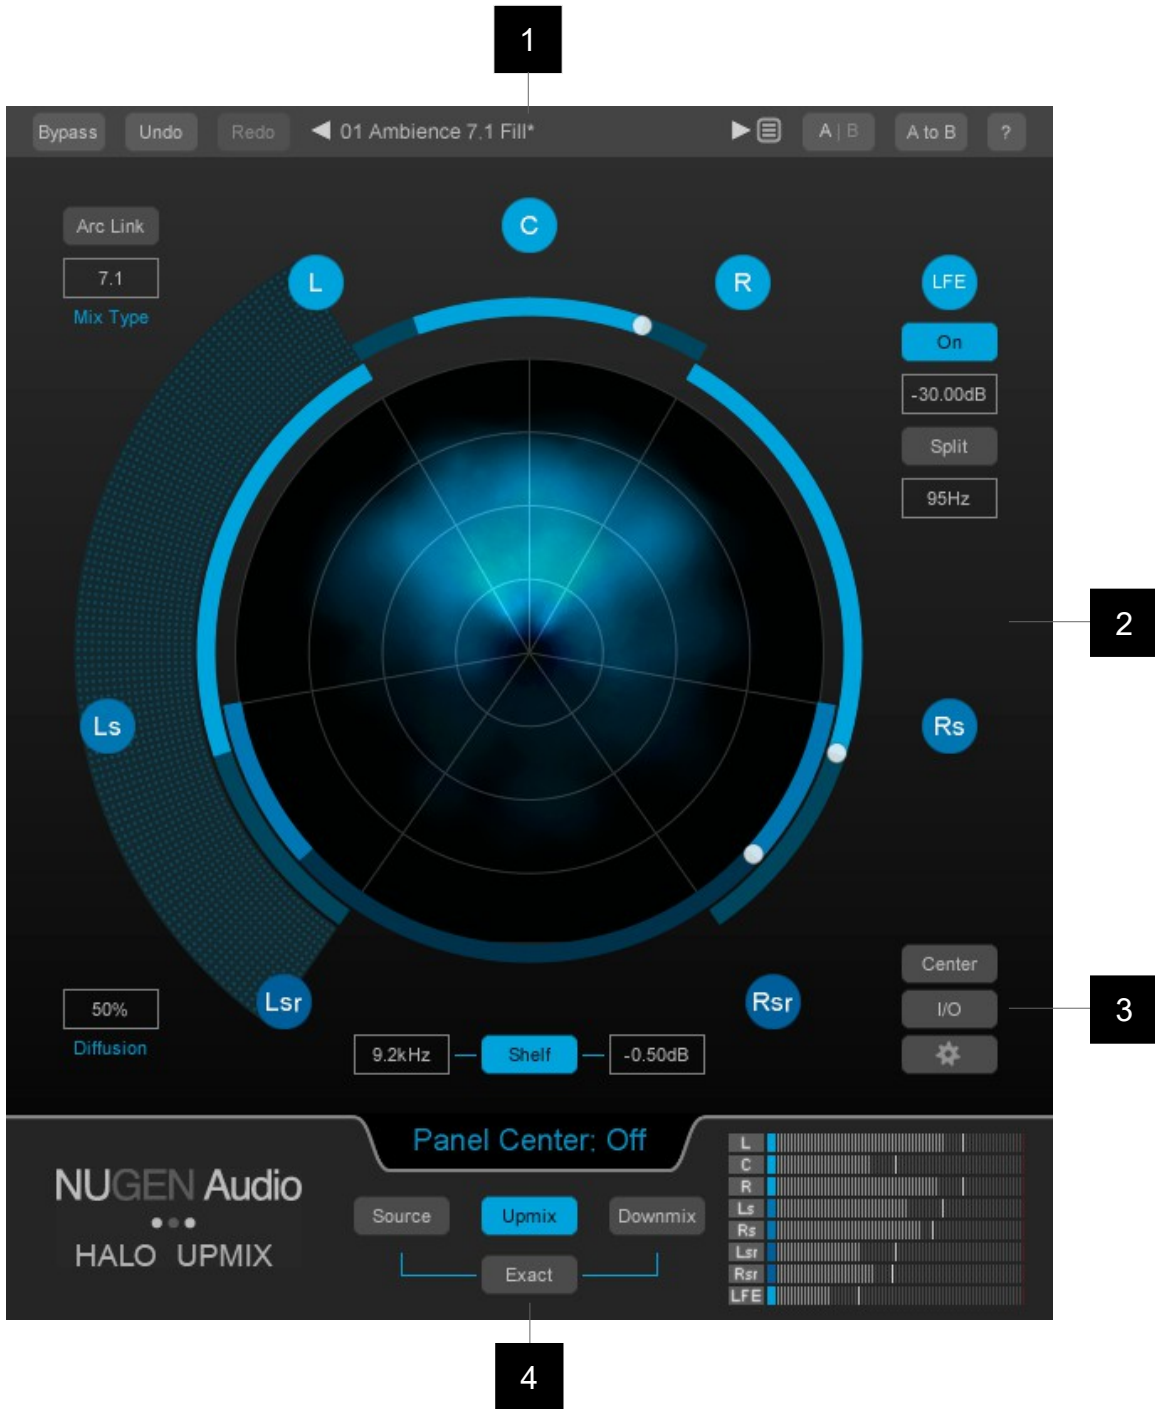 1
Bypass Undo Redo 01 Ambience 7.1 Fill* A | B A to B ?
Arc Link
7.1
Mix Type
C
L
R
LFE
On
-30.00dB
Split
95Hz
2
Ls
Rs
Lsr
Rsr
50%
Diffusion
9.2kHz Shelf -0.50dB
Center
I/O
3
Panel Center: Off
NUGEN Audio
HALO UPMIX
Source Upmix Downmix
Exact
L
C
R
Ls
Rs
Lsr
Rsr
LFE
4